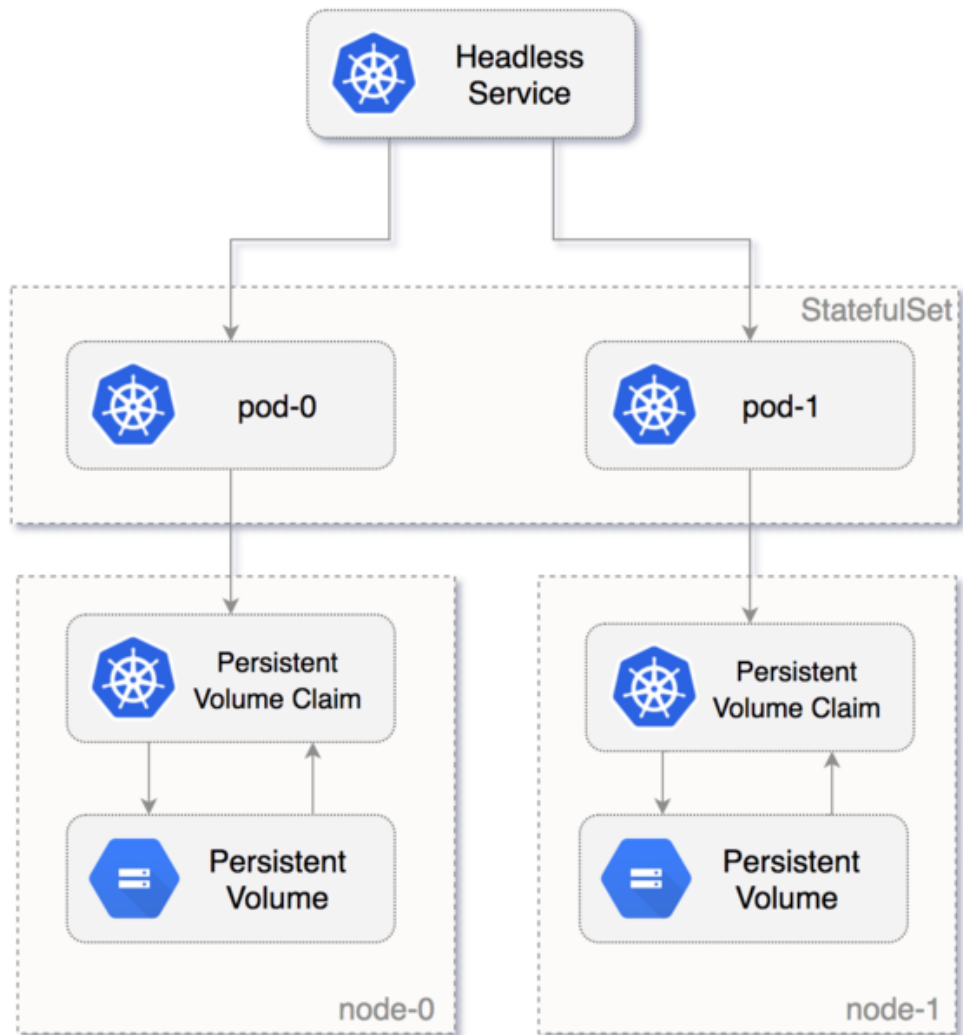 Headless
Service
StatefulSet
pod-0
pod-1
Persistent
Volume Claim
Persistent
Volume Claim
Persistent
Volume
Persistent
Volume
node-0
node-1